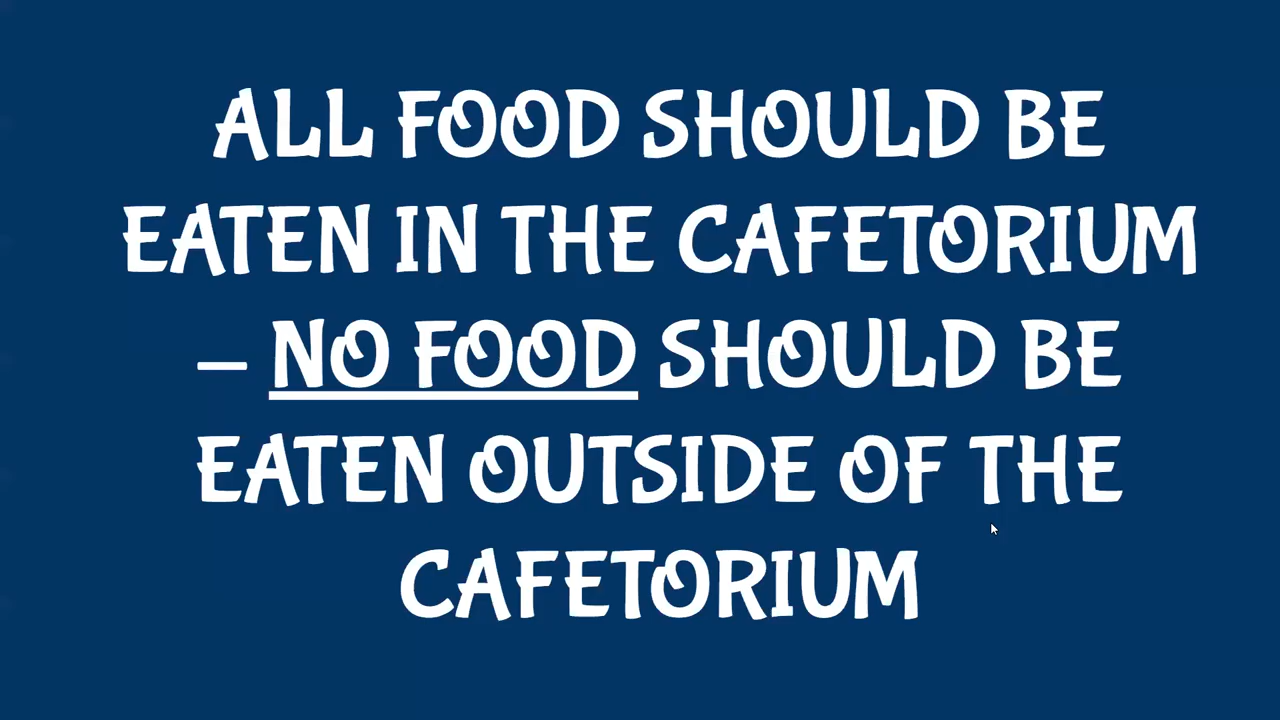 ALL FOOD SHOULD BE
EATEN IN THE CAFETORIUM
– NO FOOD SHOULD BE
EATEN OUTSIDE OF THE
CAFETORIUM